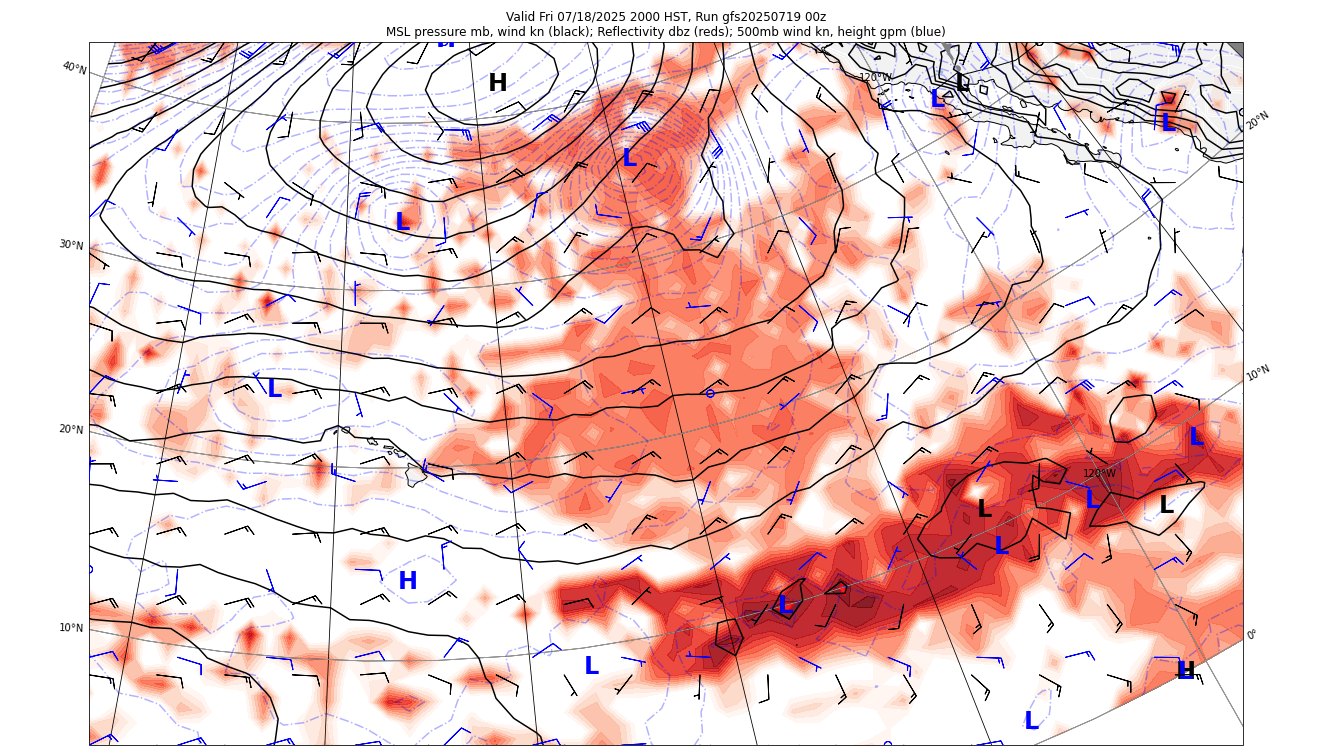 Valid Fri 07/18/2025 2000 HST, Run gfs20250719 00z
MSL pressure mb, wind kn (black); Reflectivity dbz (reds); 500mb wind kn, height gpm (blue)
40°N
H
120°W
L
L
L
20°N
L
L
30°N
L
10°N
20°N
L
120°W
L
L
L
L
H
L
L
10°N
0°
L
H
L